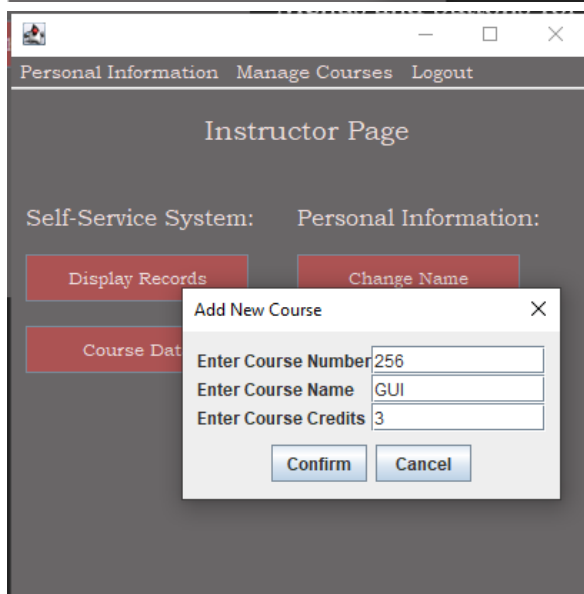 Personal Information Manage Courses Logout
Instructor Page
Self-Service System: Personal Information:
Display Records Change Name
Course Dat
Add New Course
Enter Course Number 256
Enter Course Name GUI
Enter Course Credits 3
Confirm Cancel